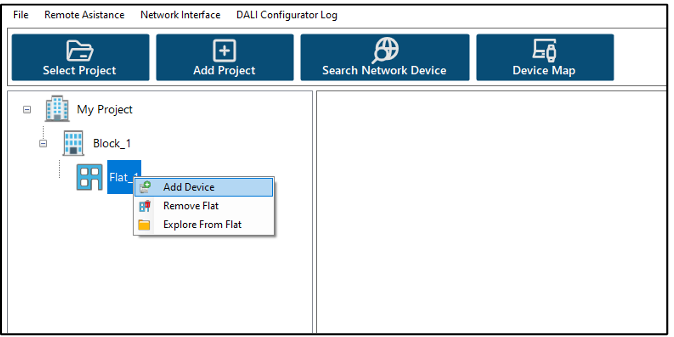 File Remote Asistance Network Interface DALI Configurator Log
Select Project Add Project Search Network Device Device Map
My Project
Block_1
Flat_1
Add Device
Remove Flat
Explore From Flat